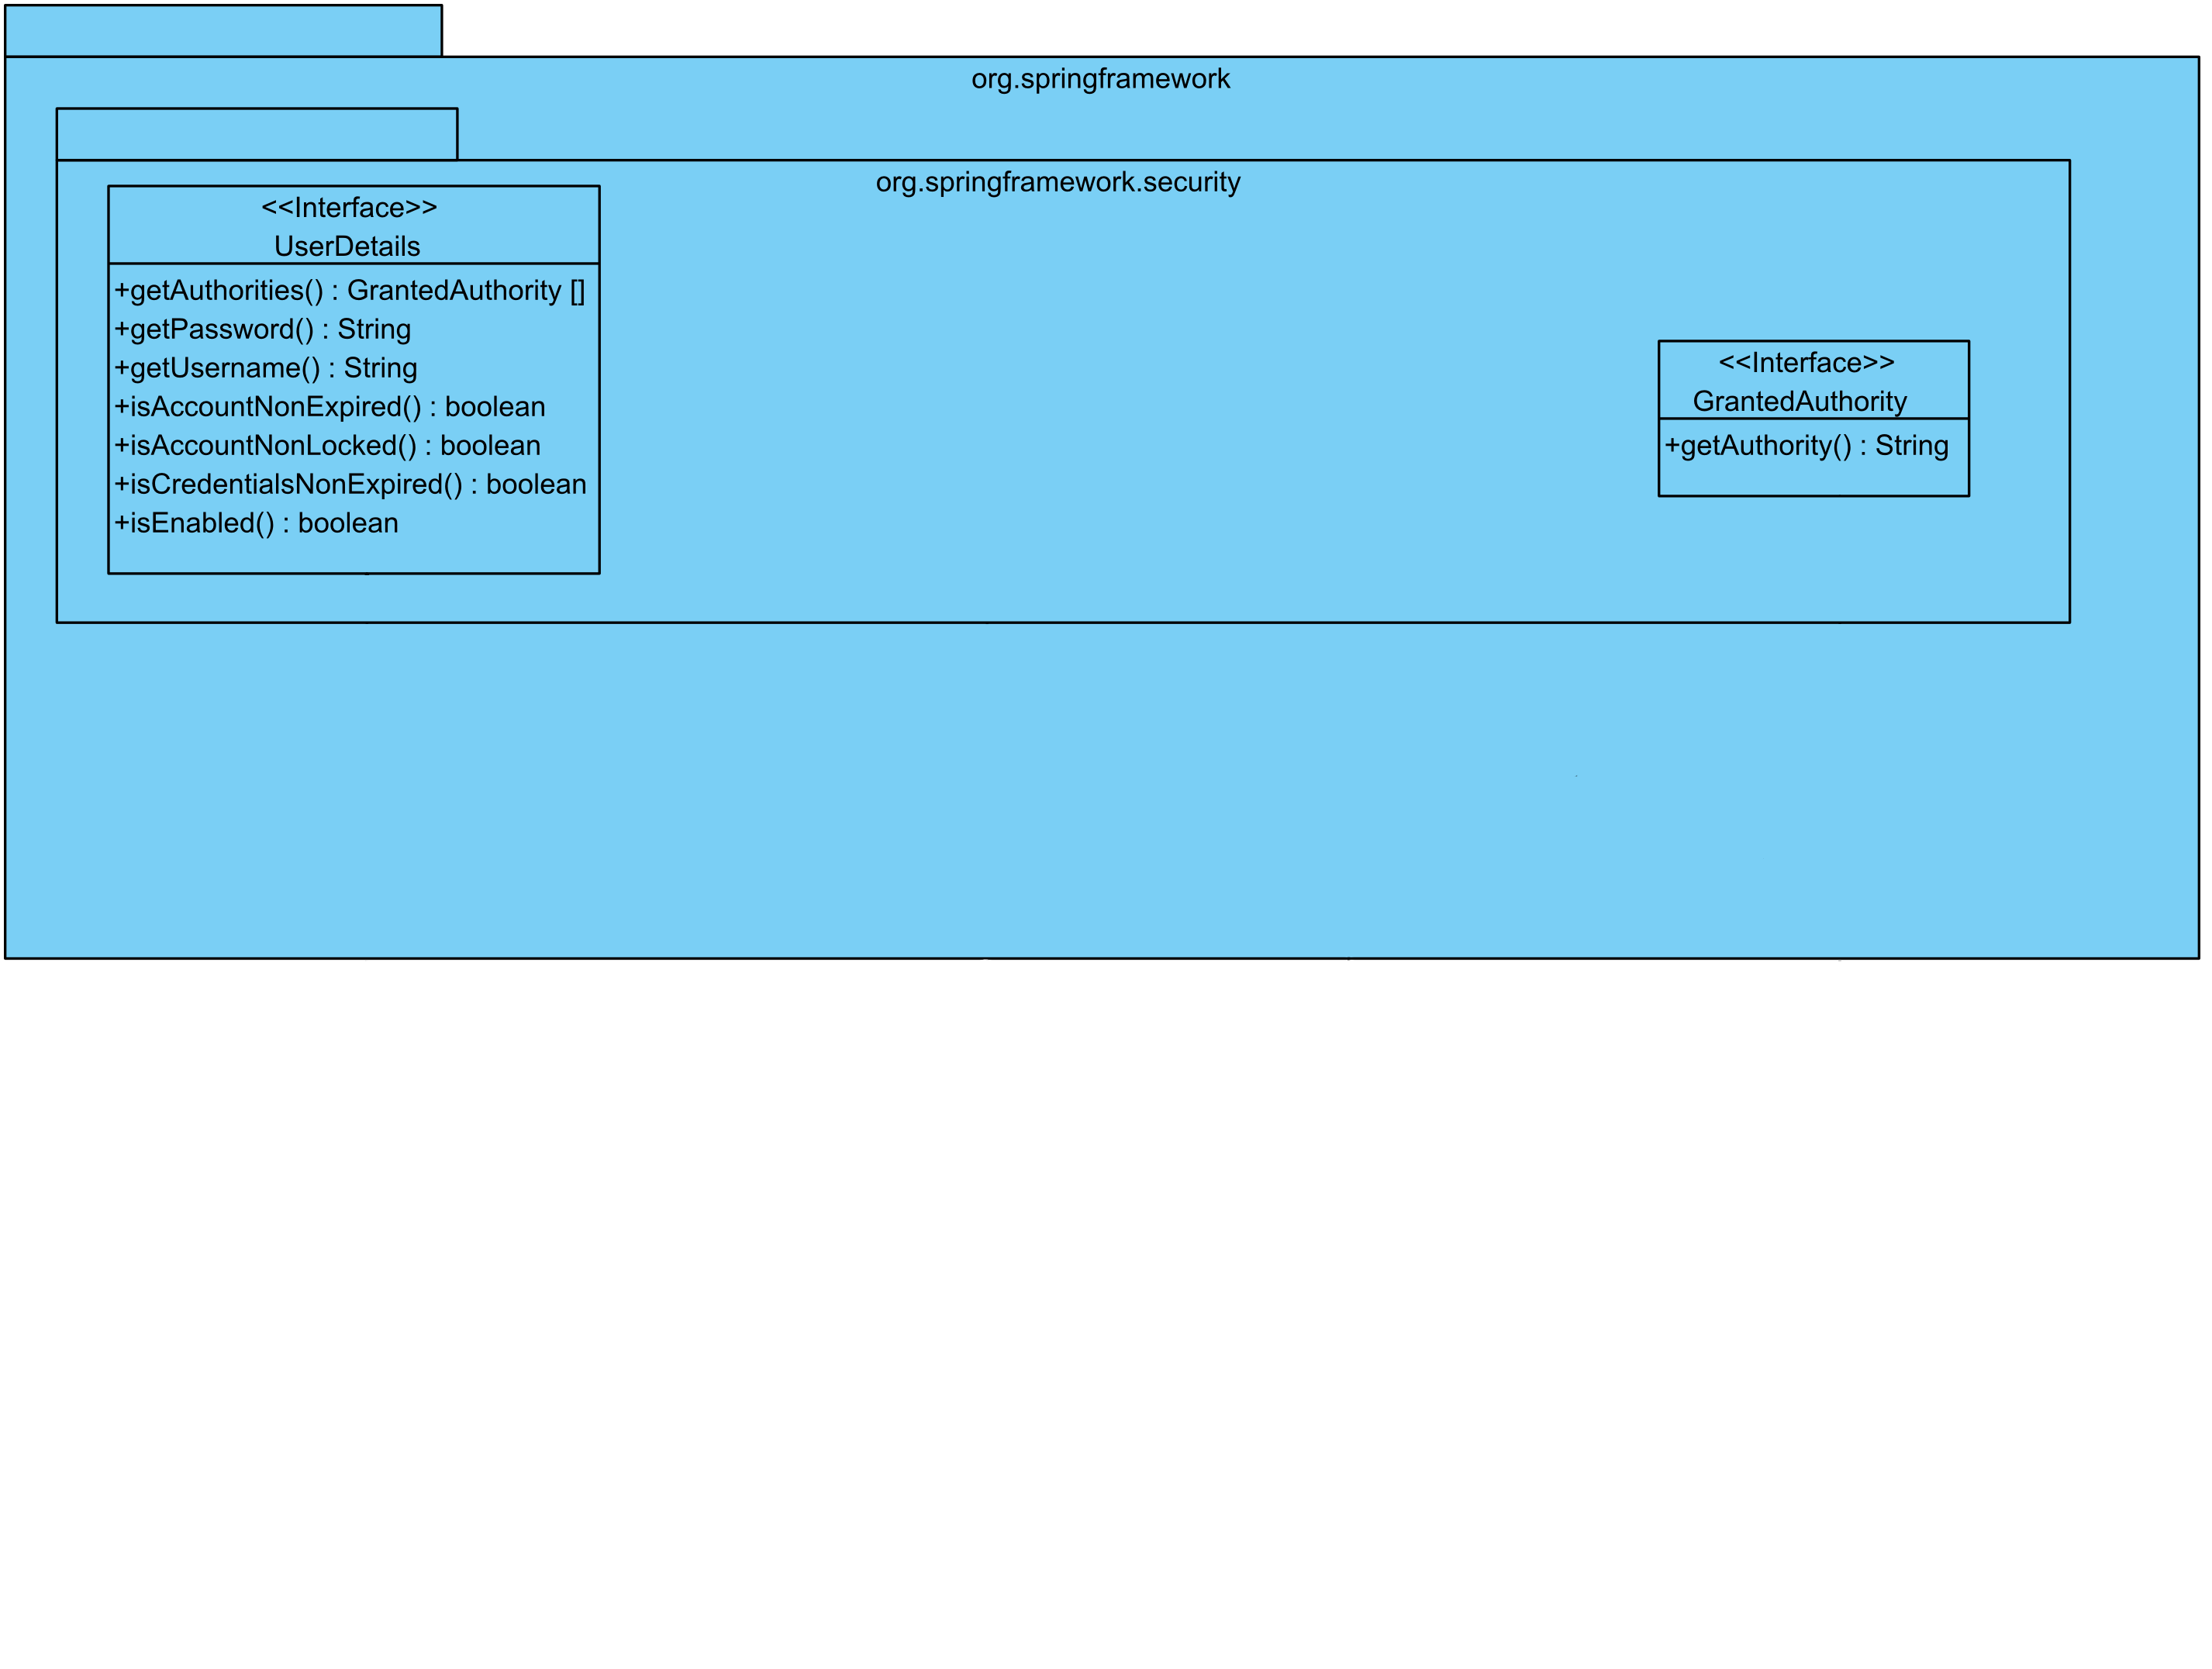 org.springframework
org.springframework.security
<<Interface>>
UserDetails
+getAuthorities() : GrantedAuthority []
+getPassword() : String
+getUsername() : String
+isAccountNonExpired() : boolean
+isAccountNonLocked() : boolean
+isCredentialsNonExpired() : boolean
+isEnabled() : boolean
<<Interface>>
GrantedAuthority
+getAuthority() : String